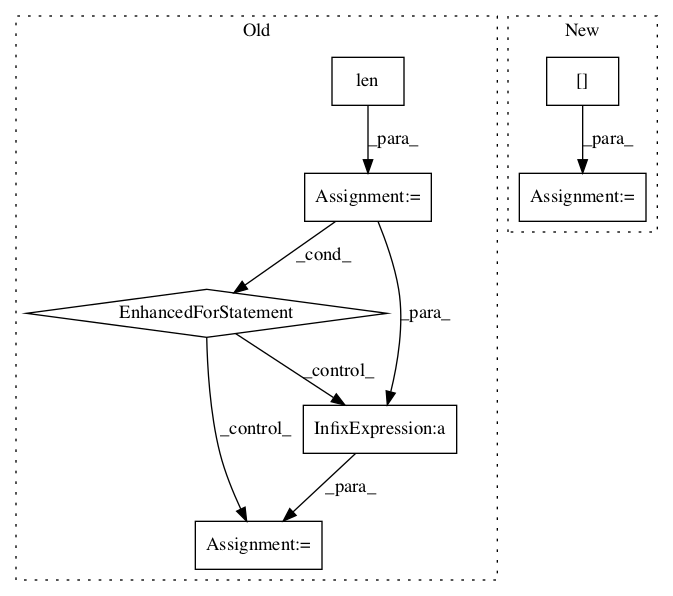 Old
New
len
[]
_para_
_para_
Assignment:=
Assignment:=
_cond_
EnhancedForStatement
_para_
_control_
_control_
InfixExpression:a
_para_
Assignment:=